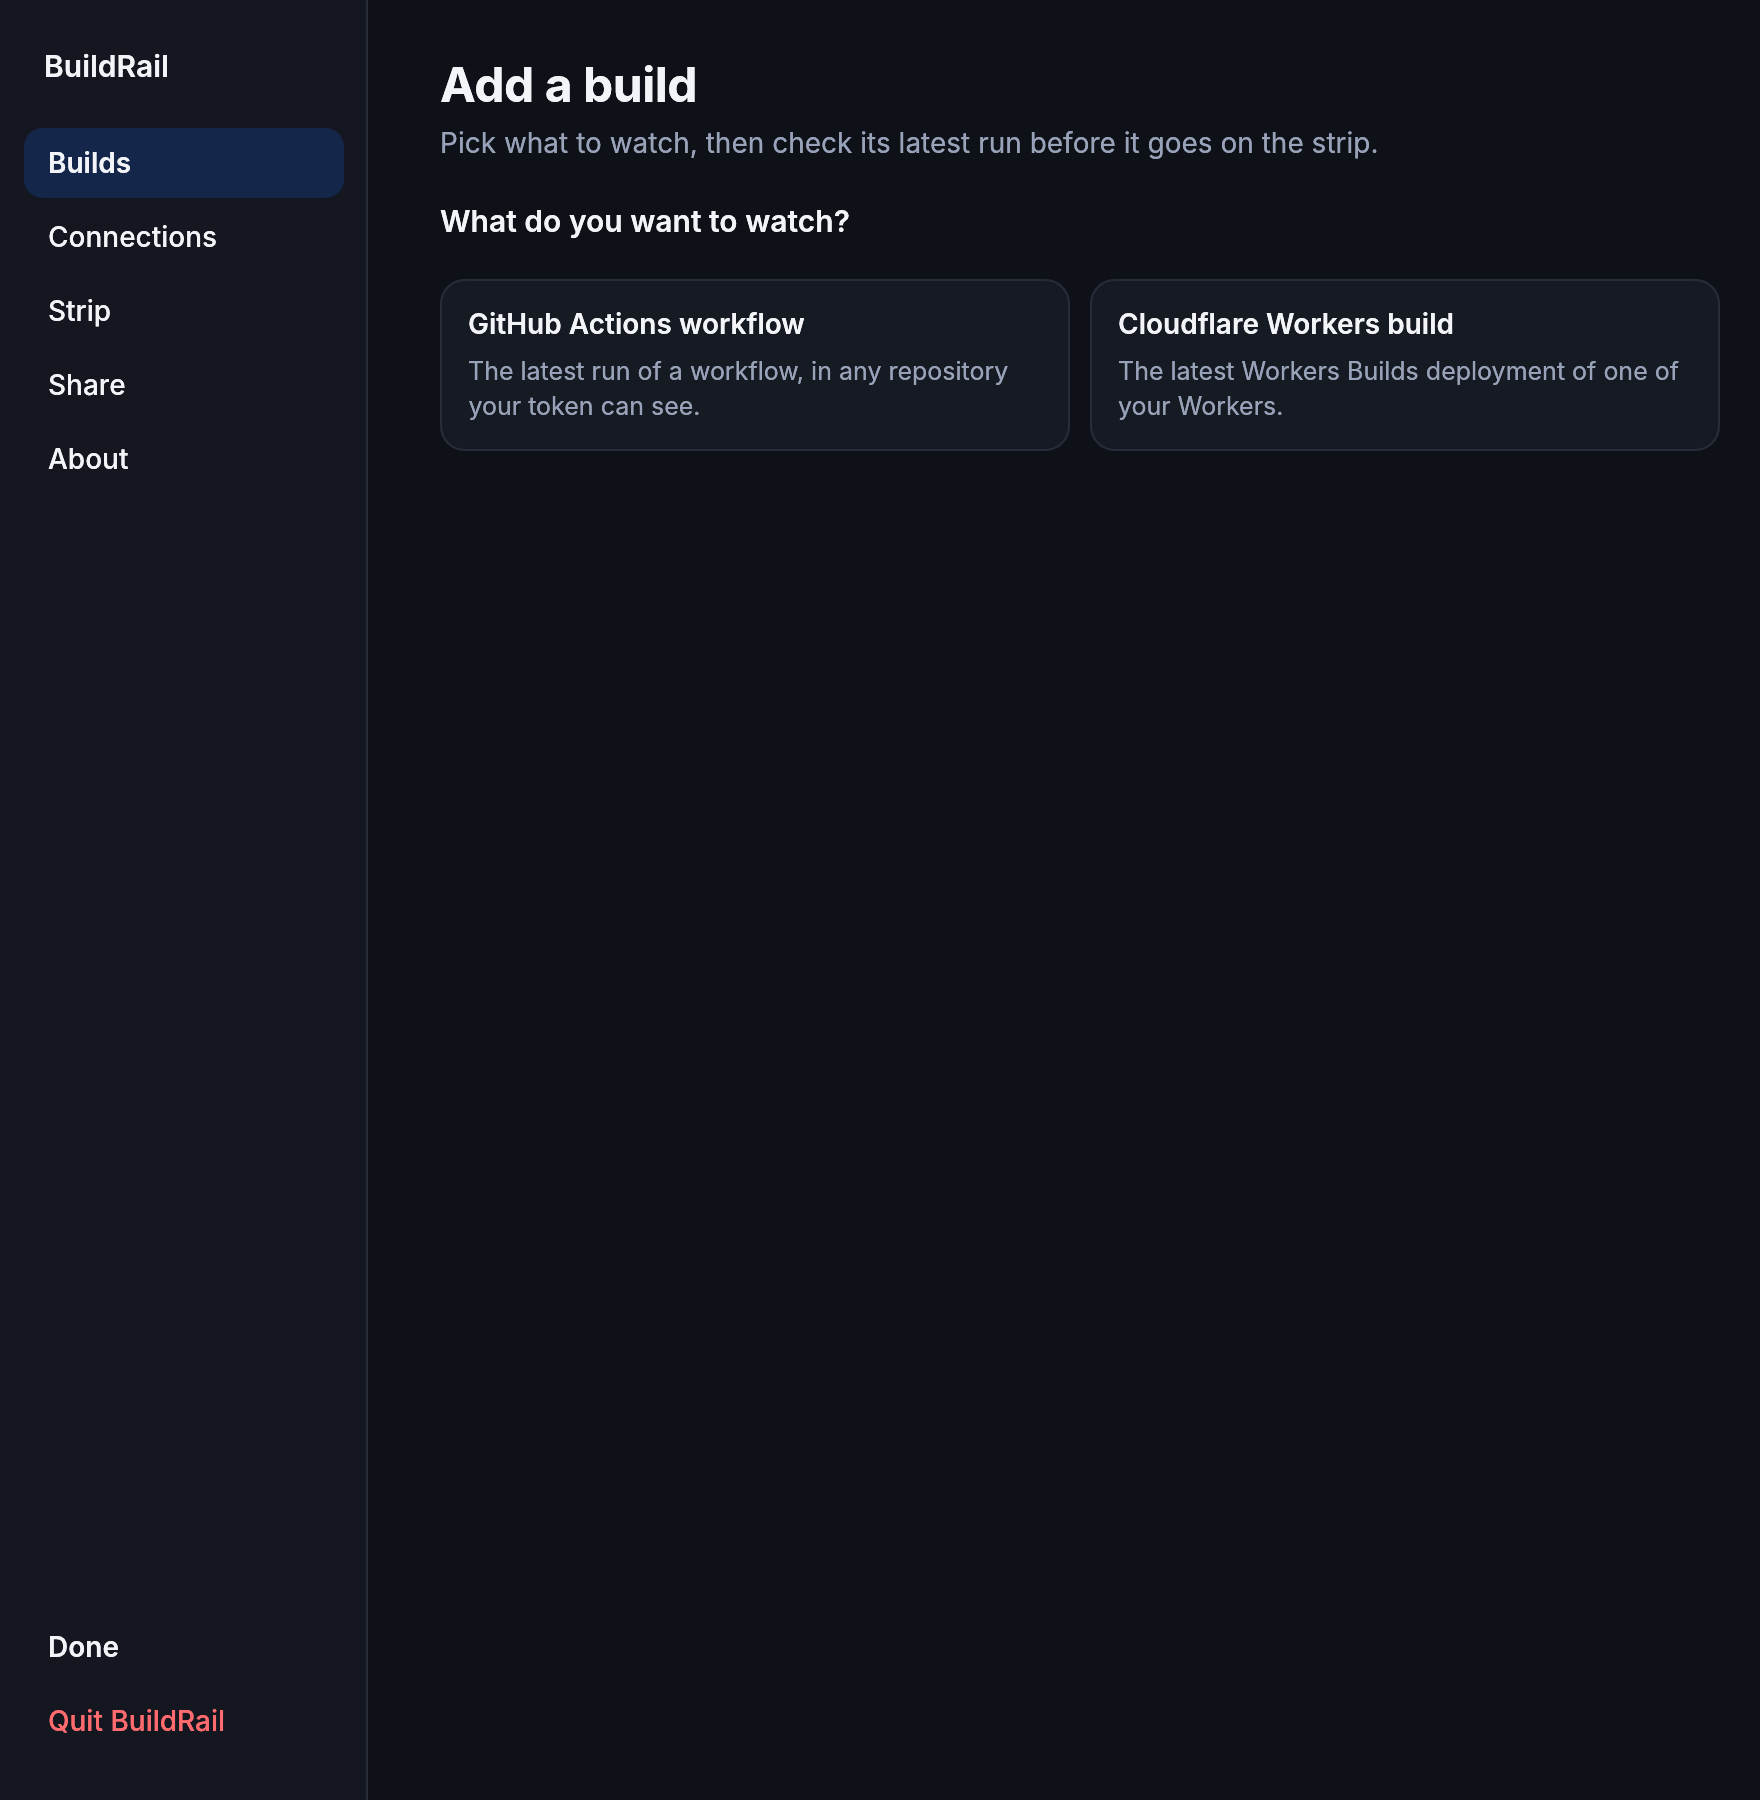 BuildRail
Builds
Connections
Strip
Share
About
Done
Quit BuildRail
Add a build
Pick what to watch, then check its latest run before it goes on the strip.
What do you want to watch?
GitHub Actions workflow
The latest run of a workflow, in any repository
your token can see.
Cloudflare Workers build
The latest Workers Builds deployment of one of
your Workers.